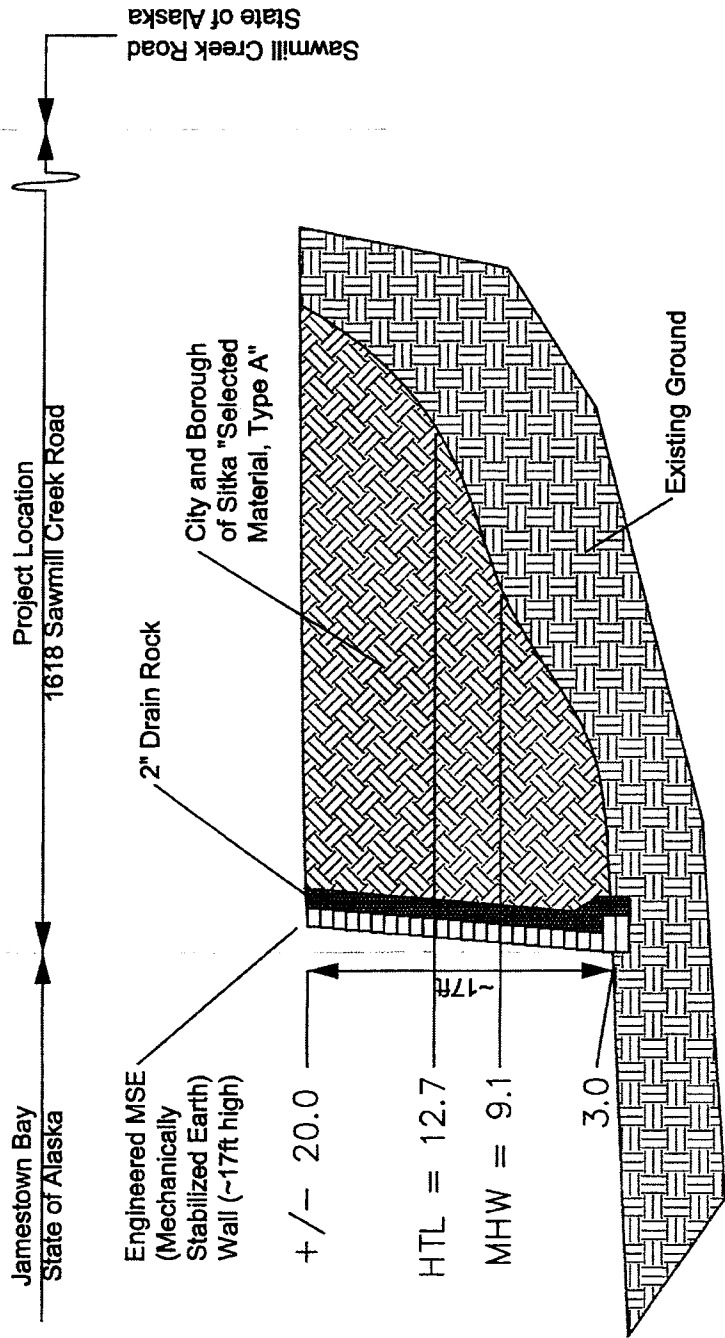 Jamestown Bay
State of Alaska
Project Location
1618 Sawmill Creek Road
Sawmill Creek Road
State of Alaska
Engineered MSE
(Mechanically
Stabilized Earth)
Wall (~17ft high)
2" Drain Rock
City and Borough
of Sitka "Selected
Material, Type A"
+/− 20.0
~17ft
HTL = 12.7
MHW = 9.1
3.0
Existing Ground